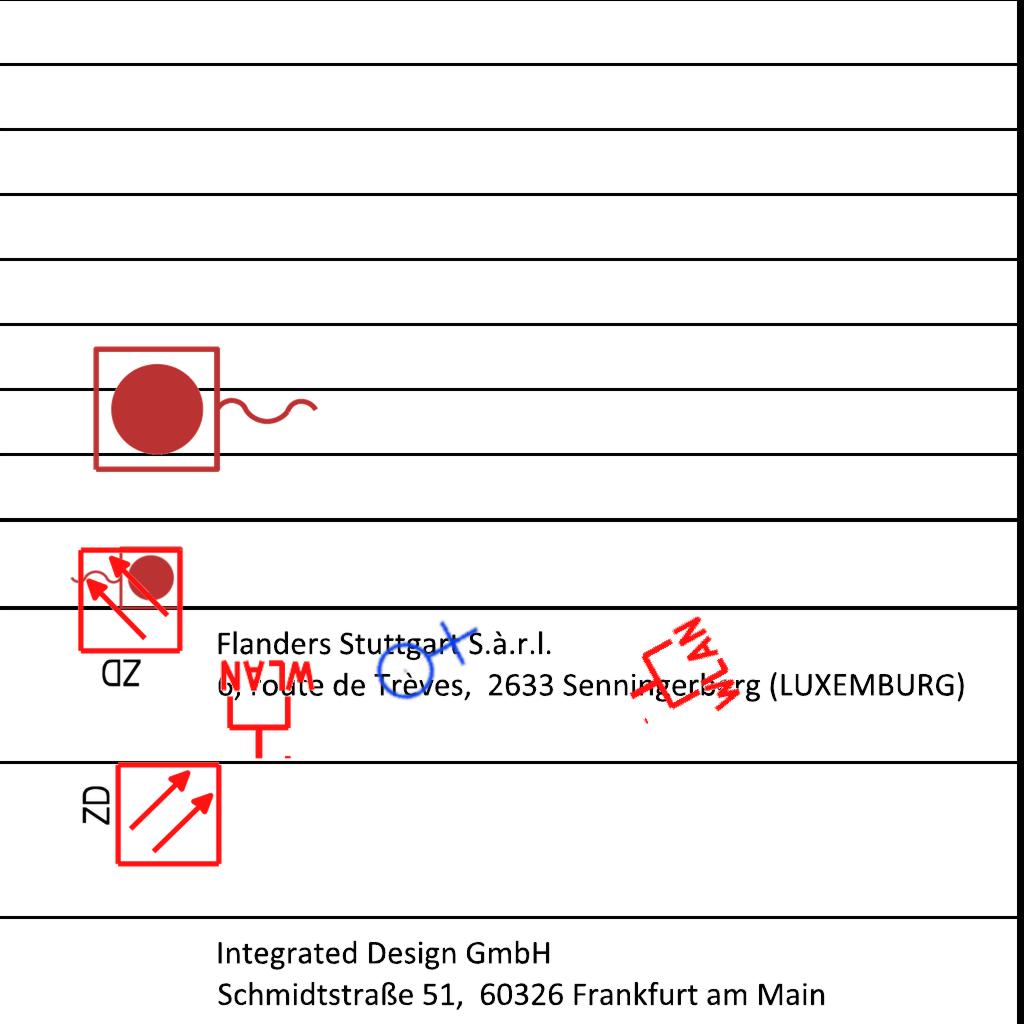 ZD
Flanders Stuttgart S.à.r.l.
WLAN
WLAN
6, route de Trèves, 2633 Senningerberg (LUXEMBURG)
ZD
Integrated Design GmbH
Schmidtstraße 51, 60326 Frankfurt am Main